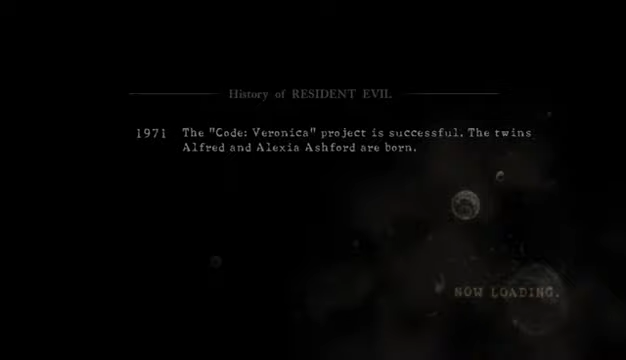 History of RESIDENT EVIL
1971 The "Code: Veronica" project is successful. The twins
Alfred and Alexia Ashford are born.
NOW LOADING.